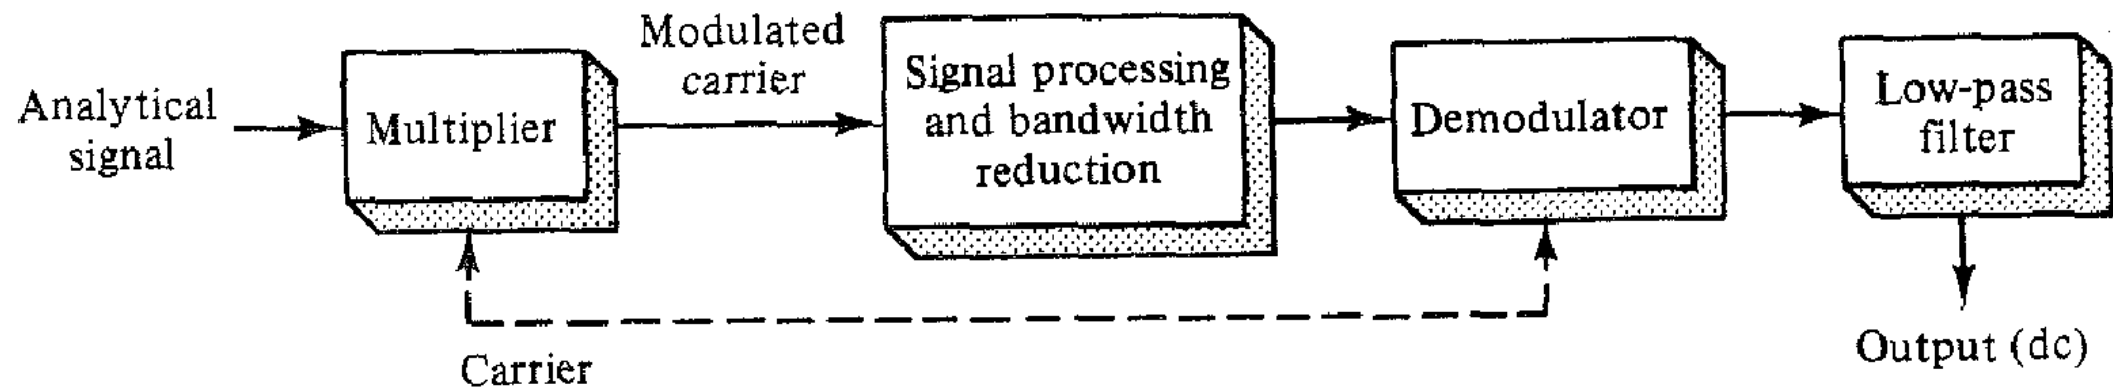 Analytical
signal
Multiplier
Modulated
carrier
Signal processing
and bandwidth
reduction
Demodulator
Low-pass
filter
Carrier
Output (dc)